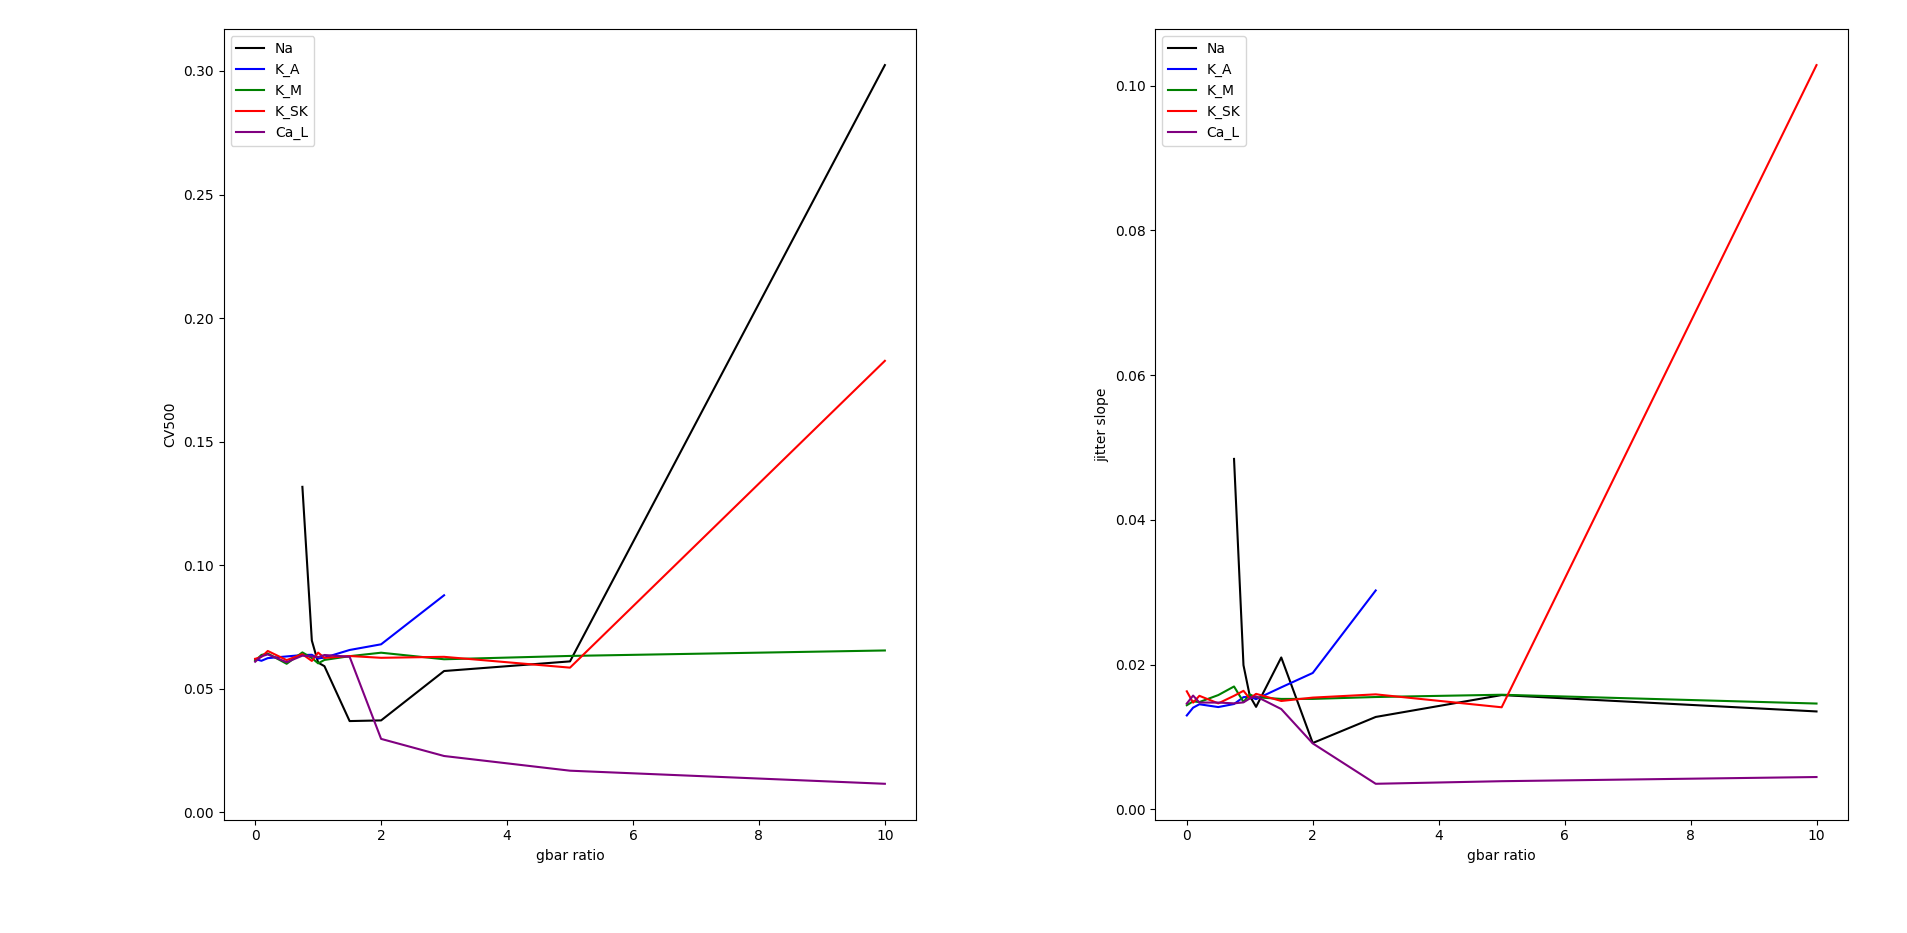 Na
K_A
K_M
K_SK
Ca_L
0.30
0.25
0.20
0.15
0.10
0.05
0.00
CV500
0 2 4 6 8 10
gbar ratio
Na
K_A
K_M
K_SK
Ca_L
0.10
0.08
0.06
0.04
0.02
0.00
jitter slope
0 2 4 6 8 10
gbar ratio